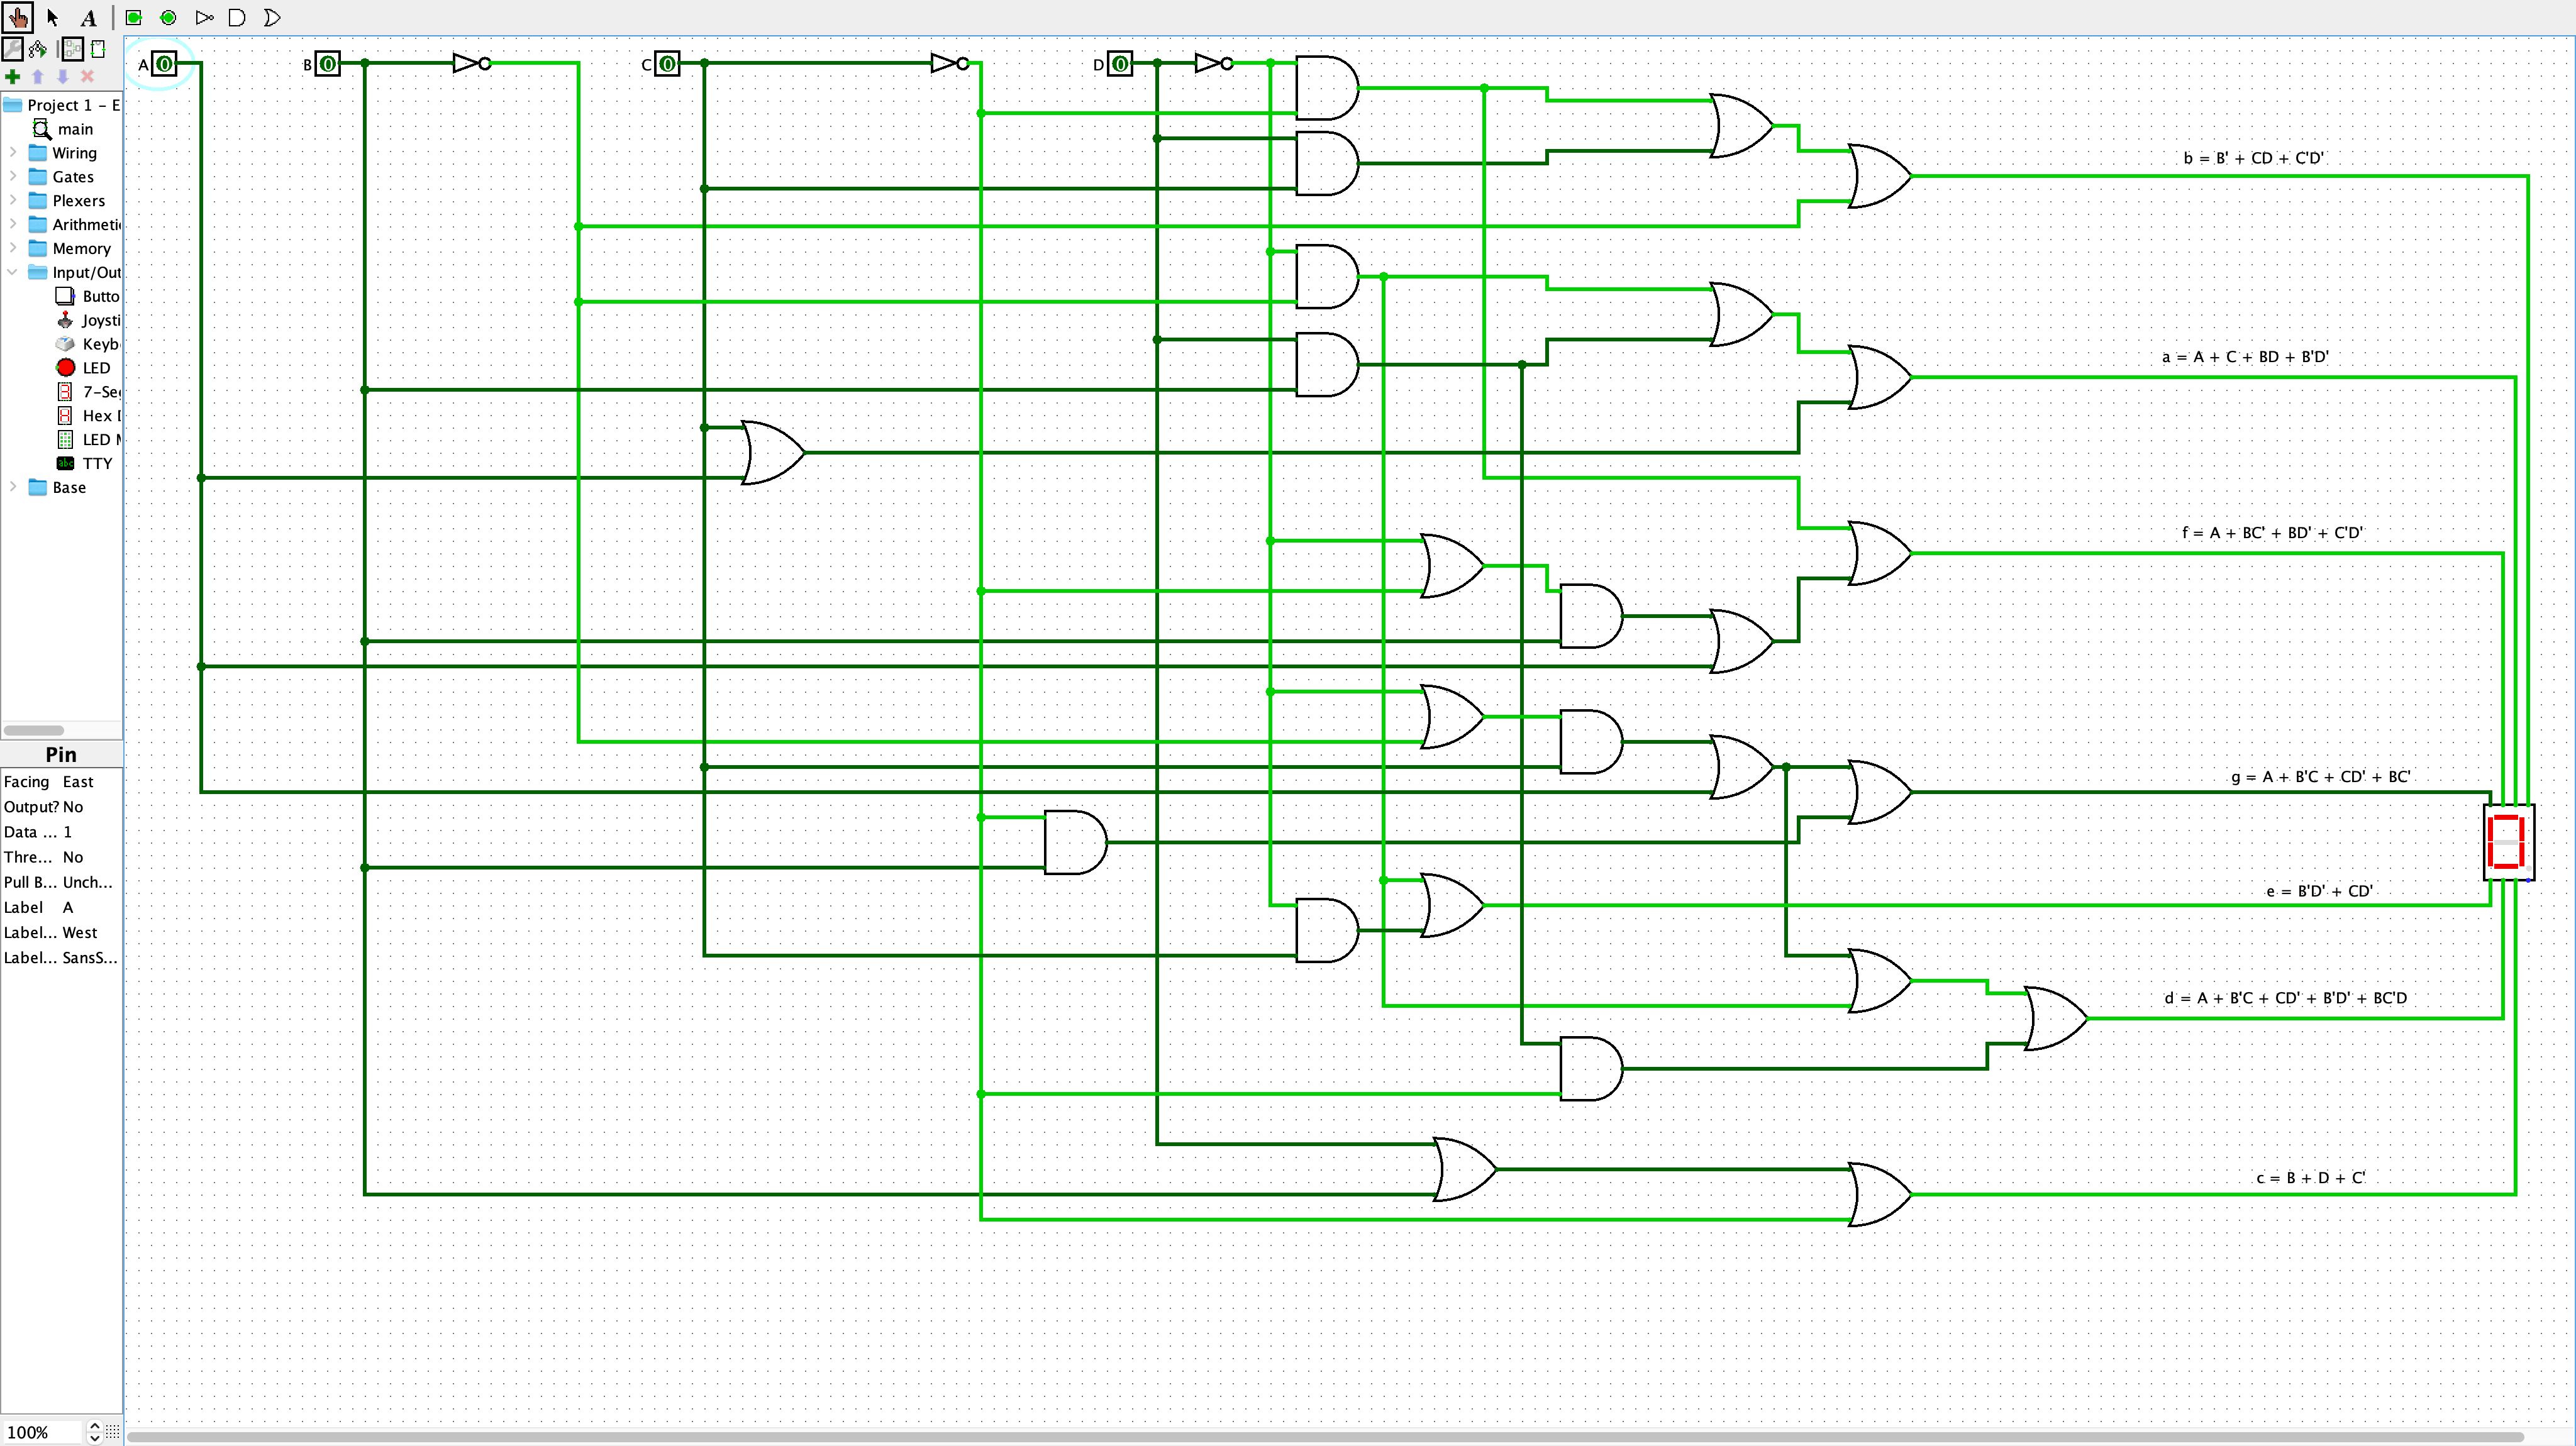 A
A 0
B 0
C 0
D 0
Project 1 - E
main
Wiring
Gates
Plexers
Arithmeti
Memory
Input/Out
Butto
Joysti
Keyb
LED
7-Se
Hex D
LED M
TTY
Base
Pin
Facing East
Output? No
Data ... 1
Thre... No
Pull B... Unch...
Label A
Label... West
Label... SansS...
100%
b = B' + CD + C'D'
a = A + C + BD + B'D'
f = A + BC' + BD' + C'D'
g = A + B'C + CD' + BC'
e = B'D' + CD'
d = A + B'C + CD' + B'D' + BC'D
c = B + D + C'